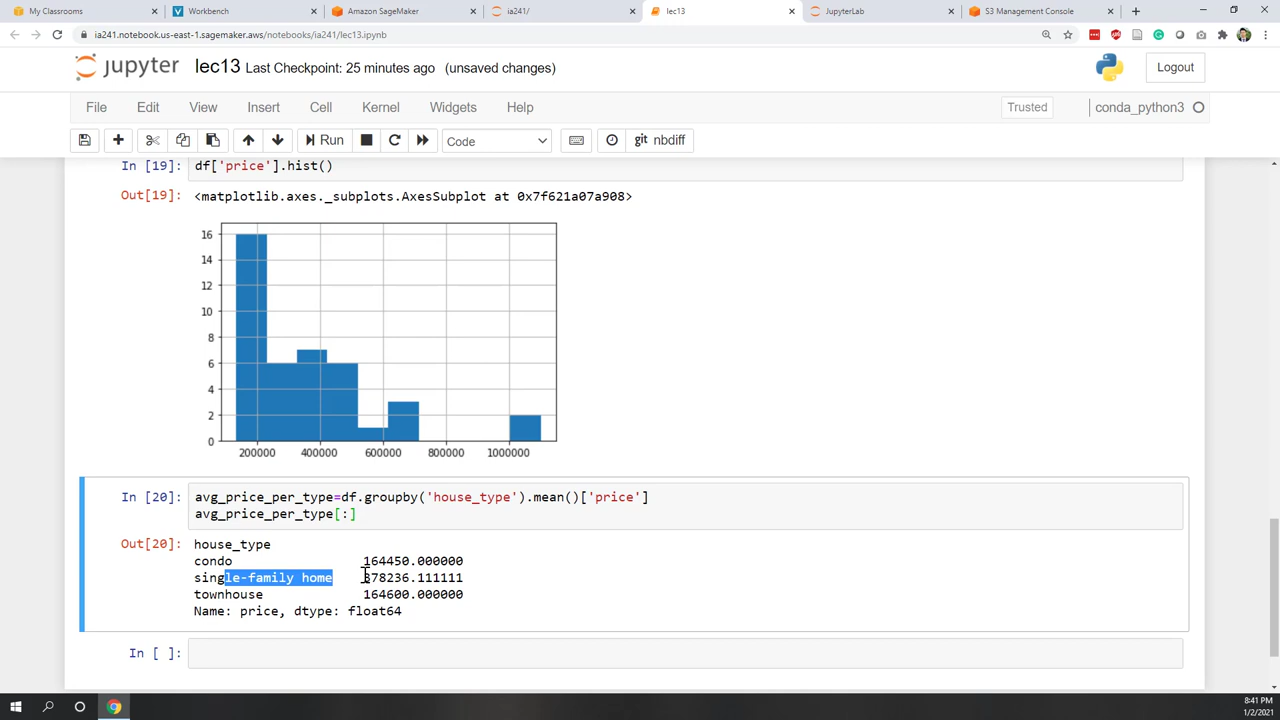 My Classrooms
Workbench
Amazon SageMaker
ia241/
lec13
JupyterLab
S3 Management Console
ia241.notebook.us-east-1.sagemaker.aws/notebooks/ia241/lec13.ipynb
jupyter lec13 Last Checkpoint: 25 minutes ago (unsaved changes)
Logout
File Edit View Insert Cell Kernel Widgets Help
Trusted
conda_python3
Run
Code
git nbdiff
In [19]: df['price'].hist()
Out[19]: <matplotlib.axes._subplots.AxesSubplot at 0x7f621a07a908>
16
14
12
10
8
6
4
2
0
200000 400000 600000 800000 1000000
In [20]: avg_price_per_type=df.groupby('house_type').mean()['price']
avg_price_per_type[:]
Out[20]: house_type
condo 164450.000000
single-family home 378236.111111
townhouse 164600.000000
Name: price, dtype: float64
In [ ]:
8:41 PM
1/2/2021